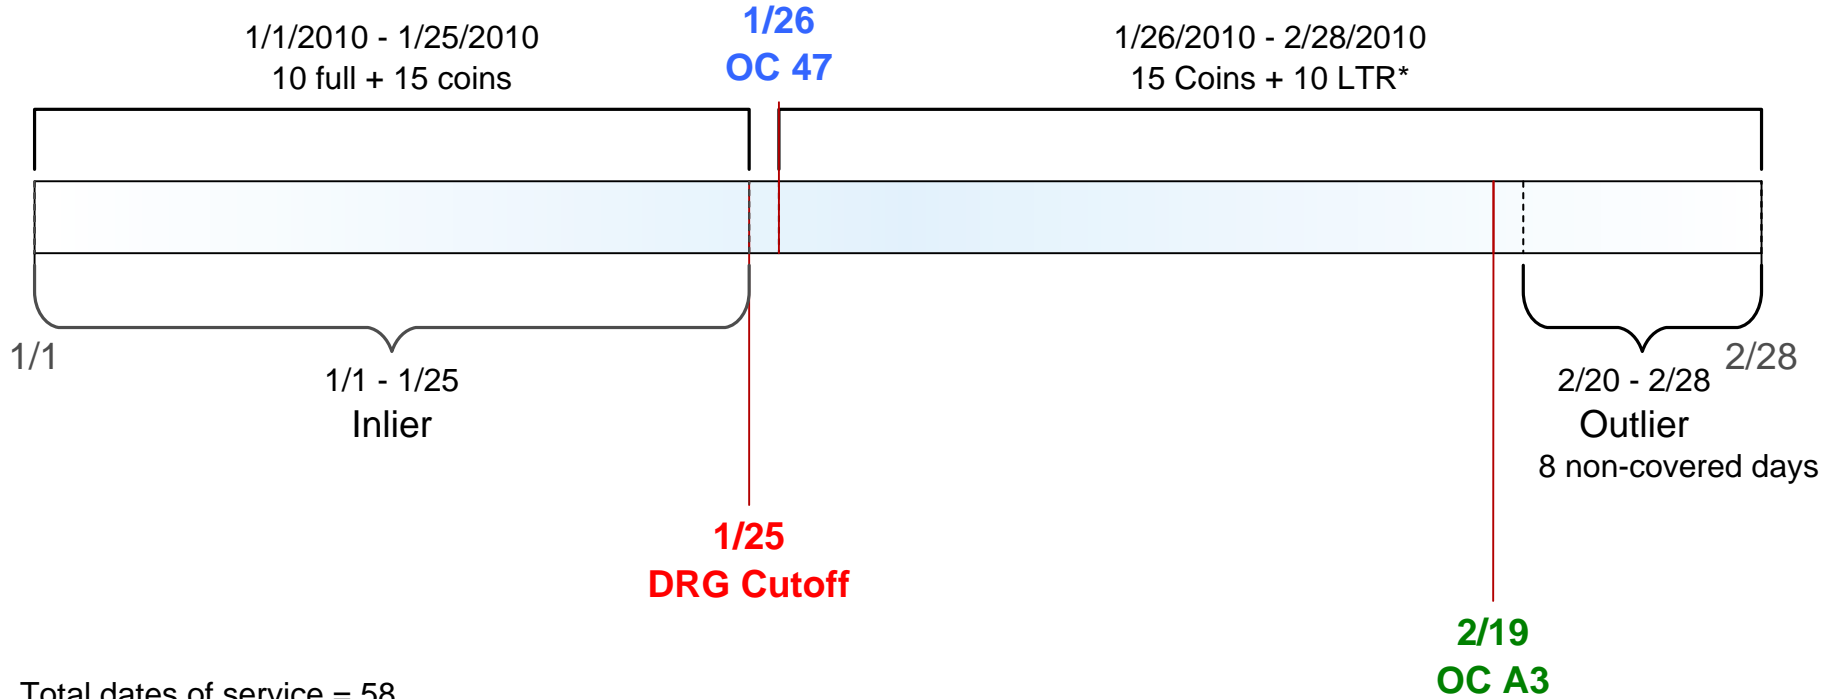 1/1/2010 - 1/25/2010
10 full + 15 coins
1/26
OC 47
1/26/2010 - 2/28/2010
15 Coins + 10 LTR*
1/1
1/1 - 1/25
Inlier
2/28
2/20 - 2/28
Outlier
8 non-covered days
1/25
DRG Cutoff
2/19
OC A3
Total dates of service = 58